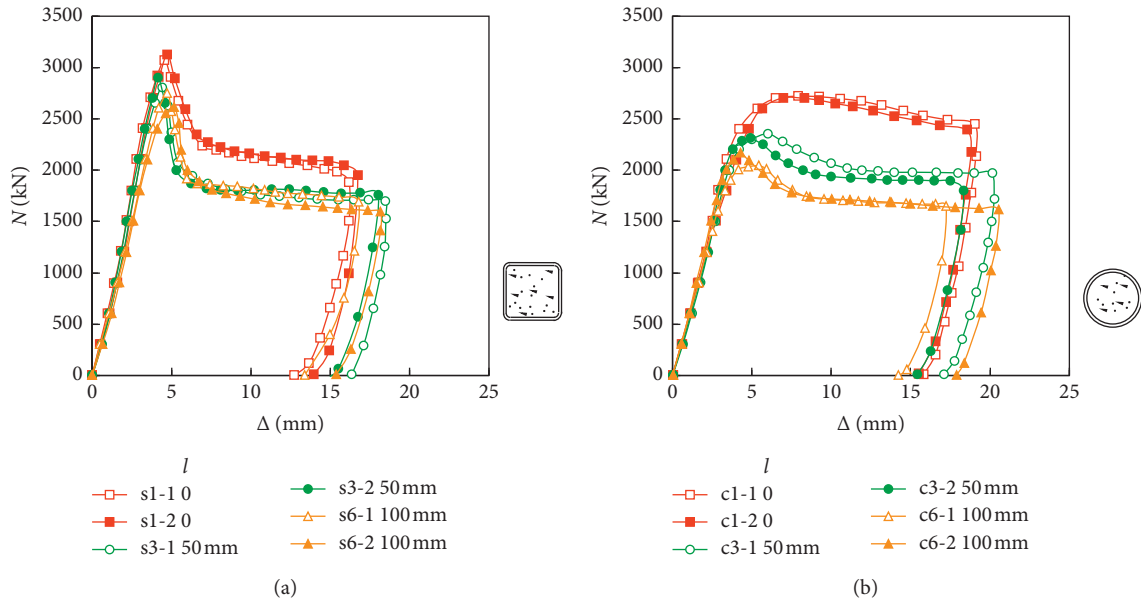 3500
3000
2500
2000
1500
1000
500
0
N (kN)
0 5 10 15 20 25
Δ (mm)
l
s1-1 0
s1-2 0
s3-1 50 mm
s3-2 50 mm
s6-1 100 mm
s6-2 100 mm
(a)
3500
3000
2500
2000
1500
1000
500
0
N (kN)
0 5 10 15 20 25
Δ (mm)
l
c1-1 0
c1-2 0
c3-1 50 mm
c3-2 50 mm
c6-1 100 mm
c6-2 100 mm
(b)